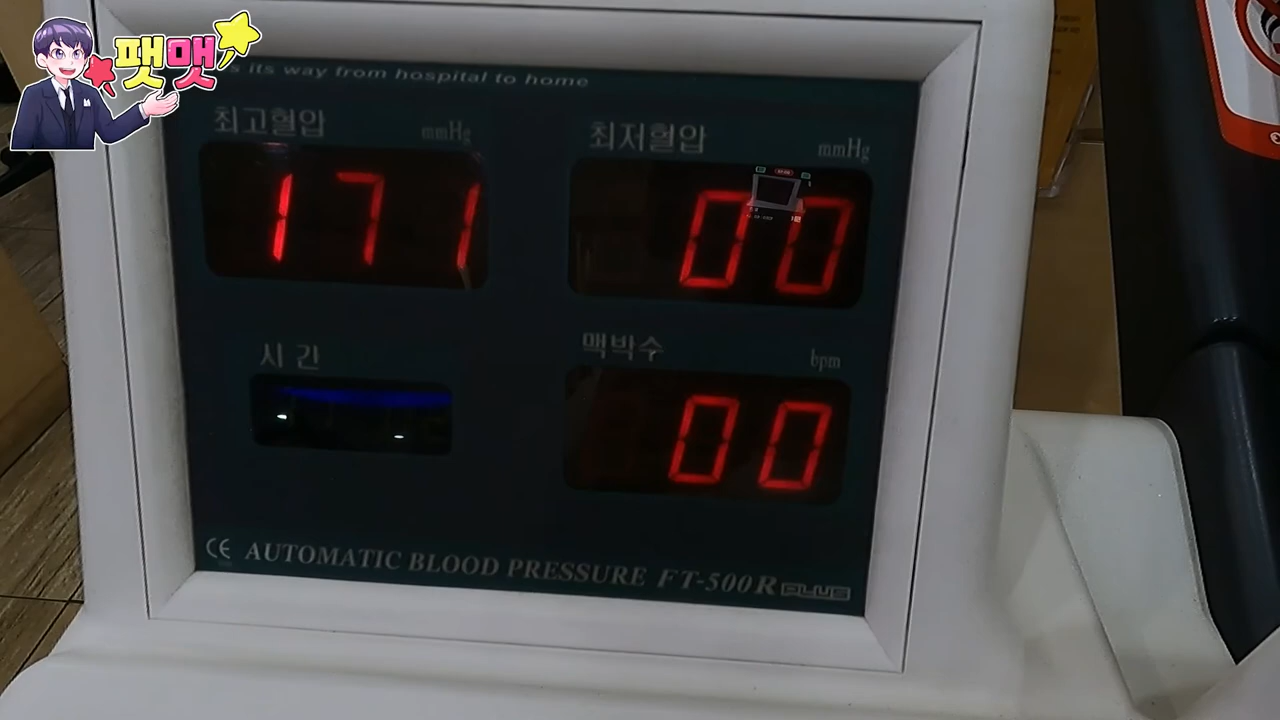 팻맷
s its way from hospital to home
최고혈압 mmHg
최저혈압 mmHg
171
00
시간
맥박수 bpm
00
CE AUTOMATIC BLOOD PRESSURE FT-500R PLUS